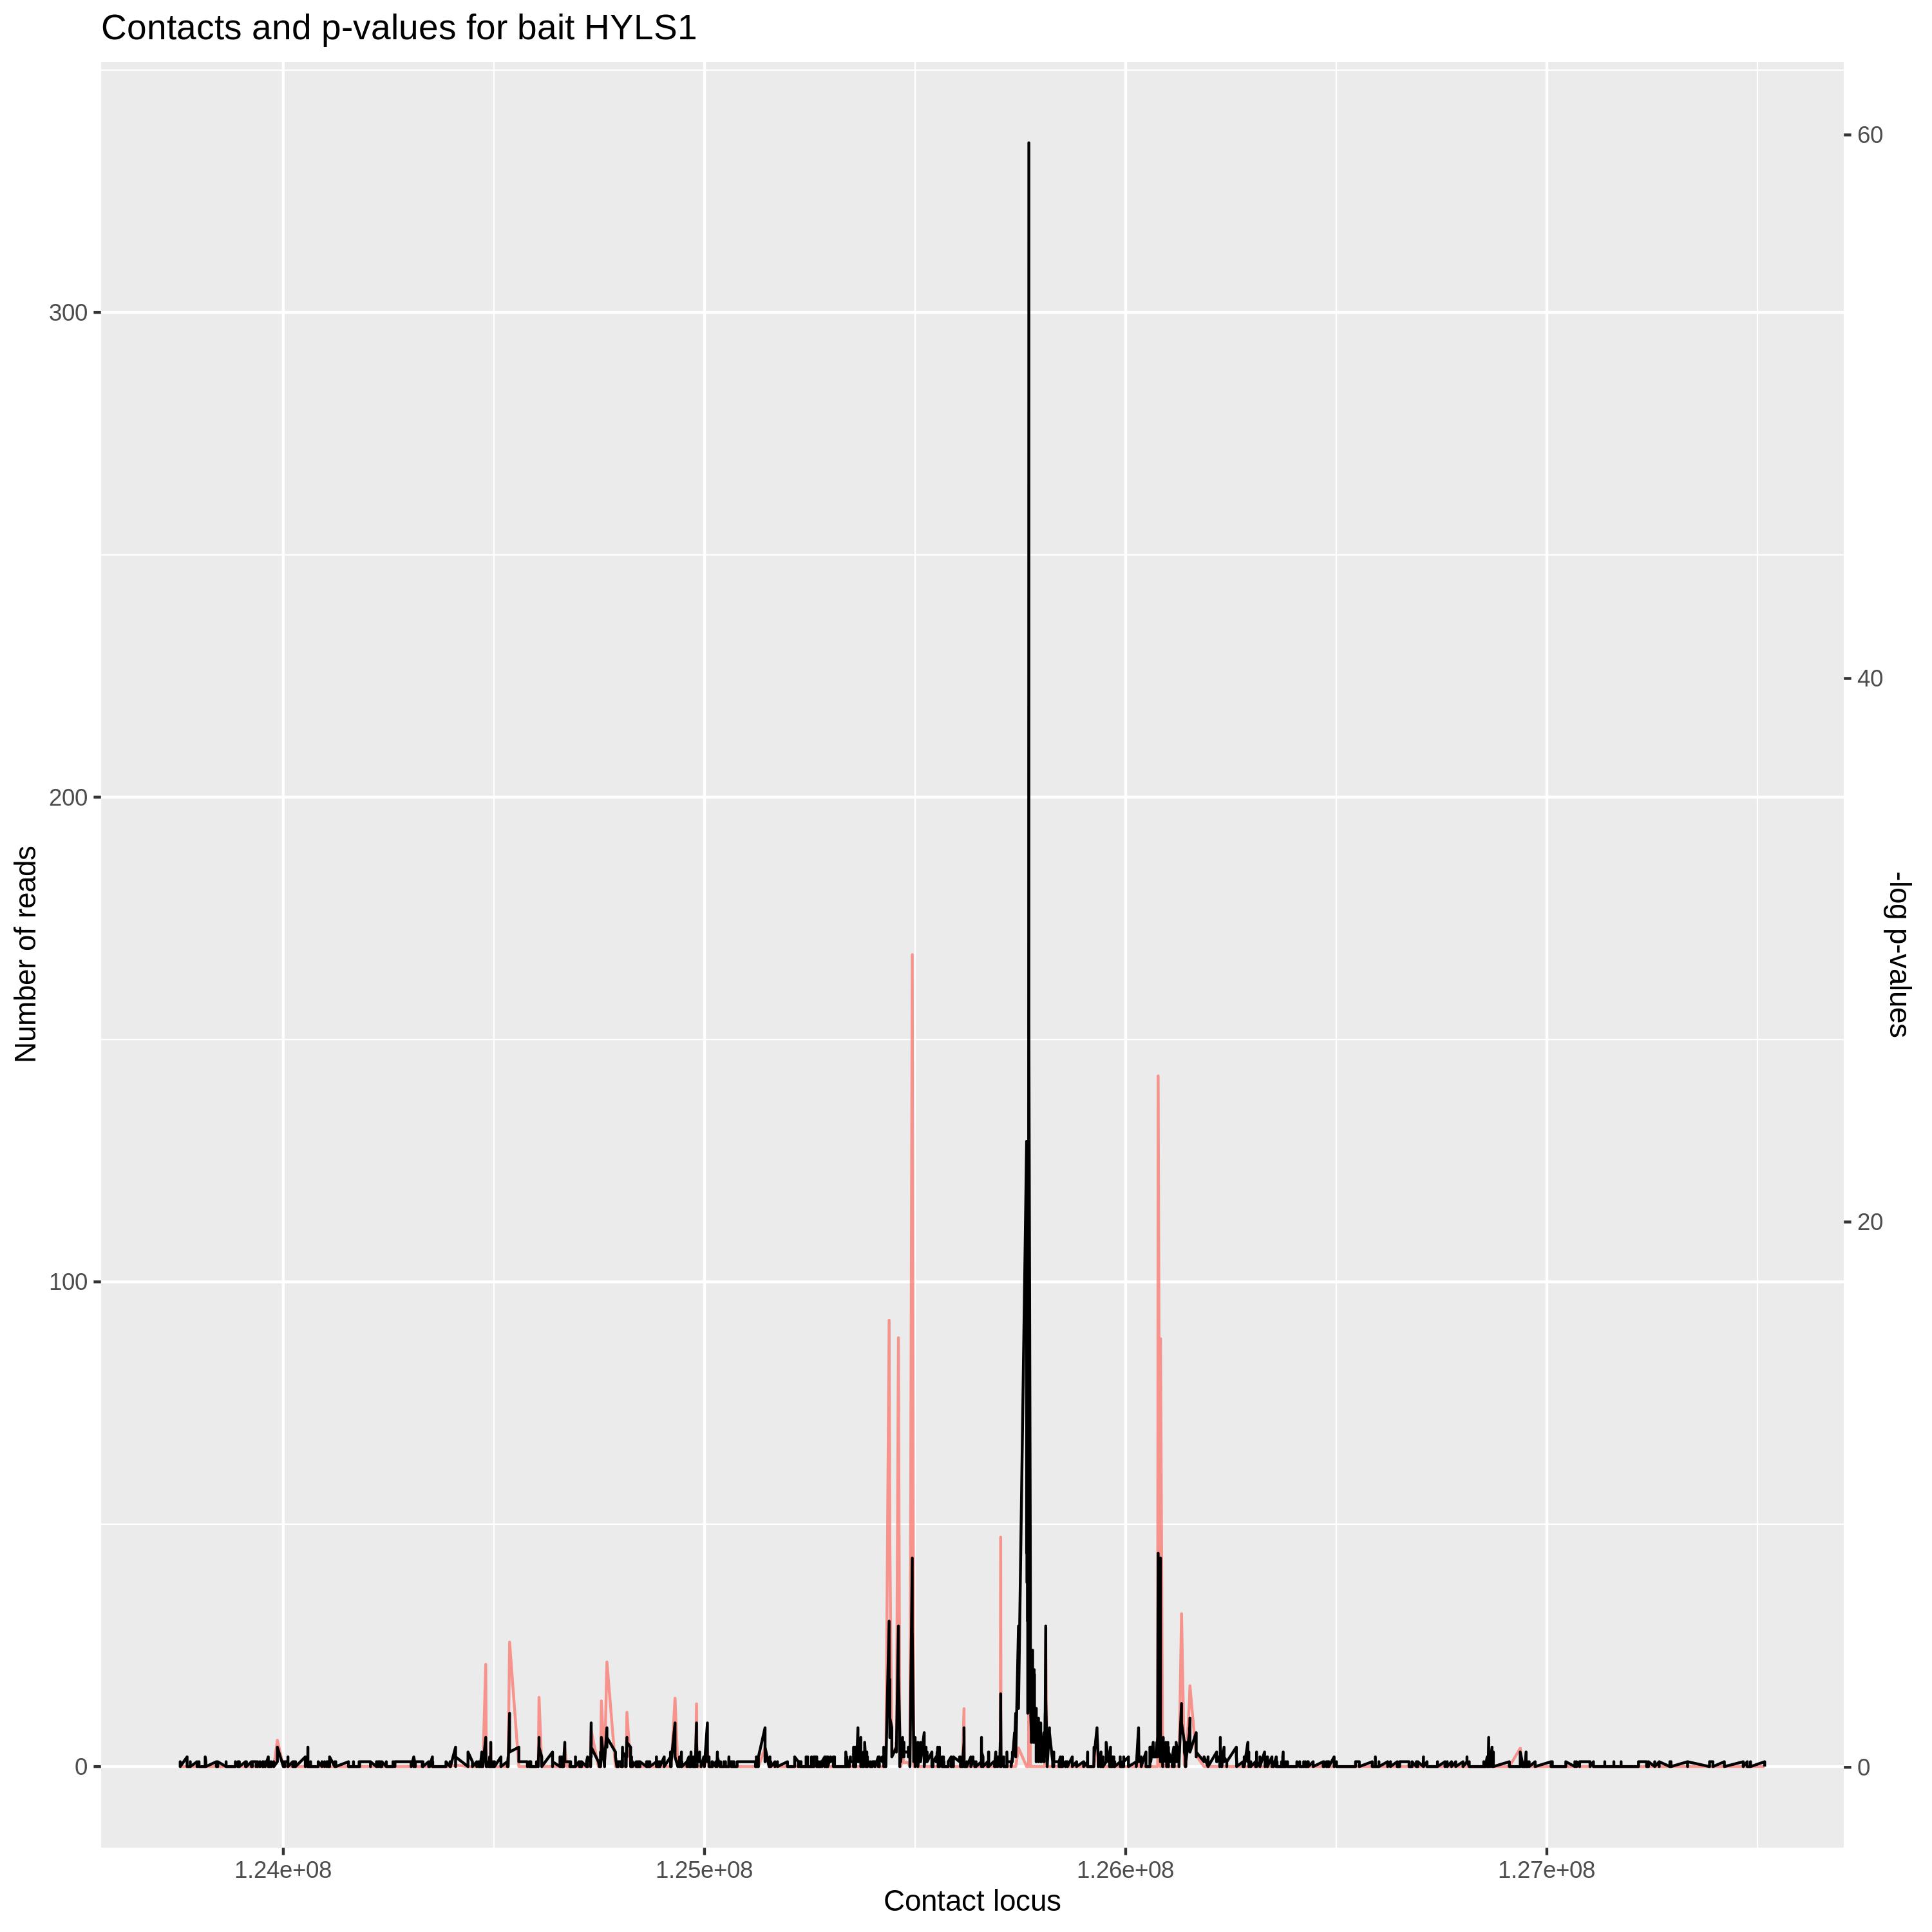 Contacts and p-values for bait HYLS1
Number of reads
300
200
100
0
60
40
20
0
-log p-values
1.24e+08 1.25e+08 1.26e+08 1.27e+08
Contact locus